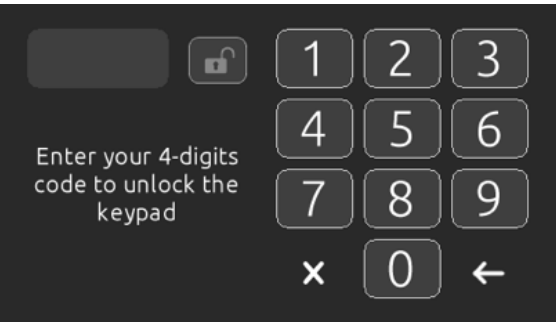 1 2 3
4 5 6
Enter your 4-digits
code to unlock the
keypad
7 8 9
0